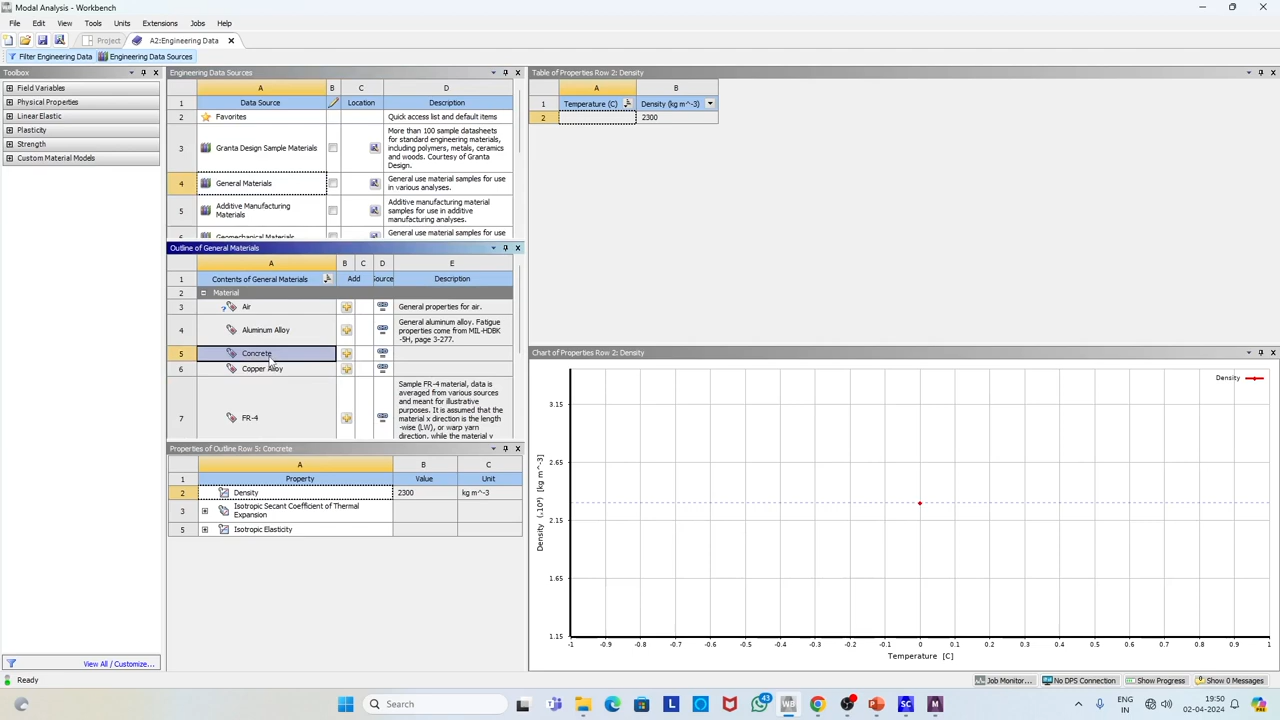 Modal Analysis - Workbench
File Edit View Tools Units Extensions Jobs Help
Project A2:Engineering Data
Filter Engineering Data Engineering Data Sources
Toolbox
Field Variables
Physical Properties
Linear Elastic
Plasticity
Strength
Custom Material Models
View All / Customize...
Engineering Data Sources
A B C D
1 Data Source Location Description
2 Favorites Quick access list and default items
3 Granta Design Sample Materials
More than 100 sample datasheets
for standard engineering materials,
including polymers, metals, ceramics
and woods. Courtesy of Granta
Design.
4 General Materials
General use material samples for use
in various analyses.
5 Additive Manufacturing
Materials
Additive manufacturing material
samples for use in additive
manufacturing analyses.
6 Geomechanical Materials General use material samples for use
Outline of General Materials
A B C D E
1 Contents of General Materials Add Source Description
2 Material
3 Air General properties for air.
4 Aluminum Alloy
General aluminum alloy. Fatigue
properties come from MIL-HDBK
-5H, page 3-277.
5 Concrete
6 Copper Alloy
7 FR-4
Sample FR-4 material, data is
averaged from various sources
and meant for illustrative
purposes. It is assumed that the
material x direction is the length
-wise (LW), or warp yarn
direction, while the material y
Properties of Outline Row 5: Concrete
A B C
1 Property Value Unit
2 Density 2300 kg m^-3
3 Isotropic Secant Coefficient of Thermal
Expansion
5 Isotropic Elasticity
Table of Properties Row 2: Density
A B
1 Temperature (C) Density (kg m^-3)
2 2300
Chart of Properties Row 2: Density
Density
3.15
2.65
2.15
1.65
1.15
Density (.10³) [kg m^-3]
-1 -0.9 -0.8 -0.7 -0.6 -0.5 -0.4 -0.3 -0.2 -0.1 0 0.1 0.2 0.3 0.4 0.5 0.6 0.7 0.8 0.9 1
Temperature [C]
Ready
Job Monitor... No DPS Connection Show Progress Show 0 Messages
Search
43
ENG
IN
19:50
02-04-2024